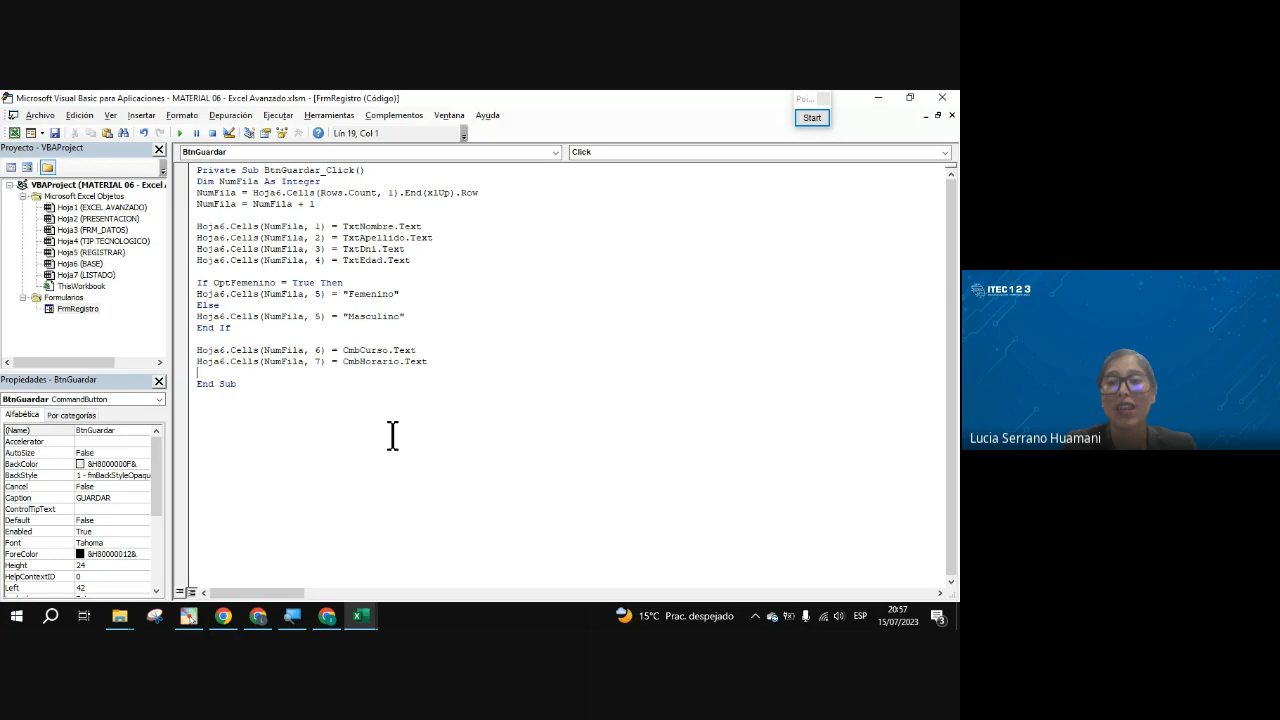 Microsoft Visual Basic para Aplicaciones - MATERIAL 06 - Excel Avanzado.xlsm - [FrmRegistro (Código)]
Poi...
Start
Archivo Edición Ver Insertar Formato Depuración Ejecutar Herramientas Complementos Ventana Ayuda
Lín 19, Col 1
Proyecto - VBAProject
VBAProject (MATERIAL 06 - Excel A
Microsoft Excel Objetos
Hoja1 (EXCEL AVANZADO)
Hoja2 (PRESENTACION)
Hoja3 (FRM_DATOS)
Hoja4 (TIP TECNOLOGICO)
Hoja5 (REGISTRAR)
Hoja6 (BASE)
Hoja7 (LISTADO)
ThisWorkbook
Formularios
FrmRegistro
Propiedades - BtnGuardar
BtnGuardar CommandButton
Alfabética Por categorías
(Name) BtnGuardar
Accelerator
AutoSize False
BackColor &H8000000F&
BackStyle 1 - fmBackStyleOpaqu
Cancel False
Caption GUARDAR
ControlTipText
Default False
Enabled True
Font Tahoma
ForeColor &H80000012&
Height 24
HelpContextID 0
Left 42
BtnGuardar Click
Private Sub BtnGuardar_Click()
Dim NumFila As Integer
NumFila = Hoja6.Cells(Rows.Count, 1).End(xlUp).Row
NumFila = NumFila + 1
Hoja6.Cells(NumFila, 1) = TxtNombre.Text
Hoja6.Cells(NumFila, 2) = TxtApellido.Text
Hoja6.Cells(NumFila, 3) = TxtDni.Text
Hoja6.Cells(NumFila, 4) = TxtEdad.Text
If OptFemenino = True Then
Hoja6.Cells(NumFila, 5) = "Femenino"
Else
Hoja6.Cells(NumFila, 5) = "Masculino"
End If
Hoja6.Cells(NumFila, 6) = CmbCurso.Text
Hoja6.Cells(NumFila, 7) = CmbHorario.Text
End Sub
15°C Prac. despejado
ESP
20:57
15/07/2023
3
ITEC 1 2 3
Lucia Serrano Huamani